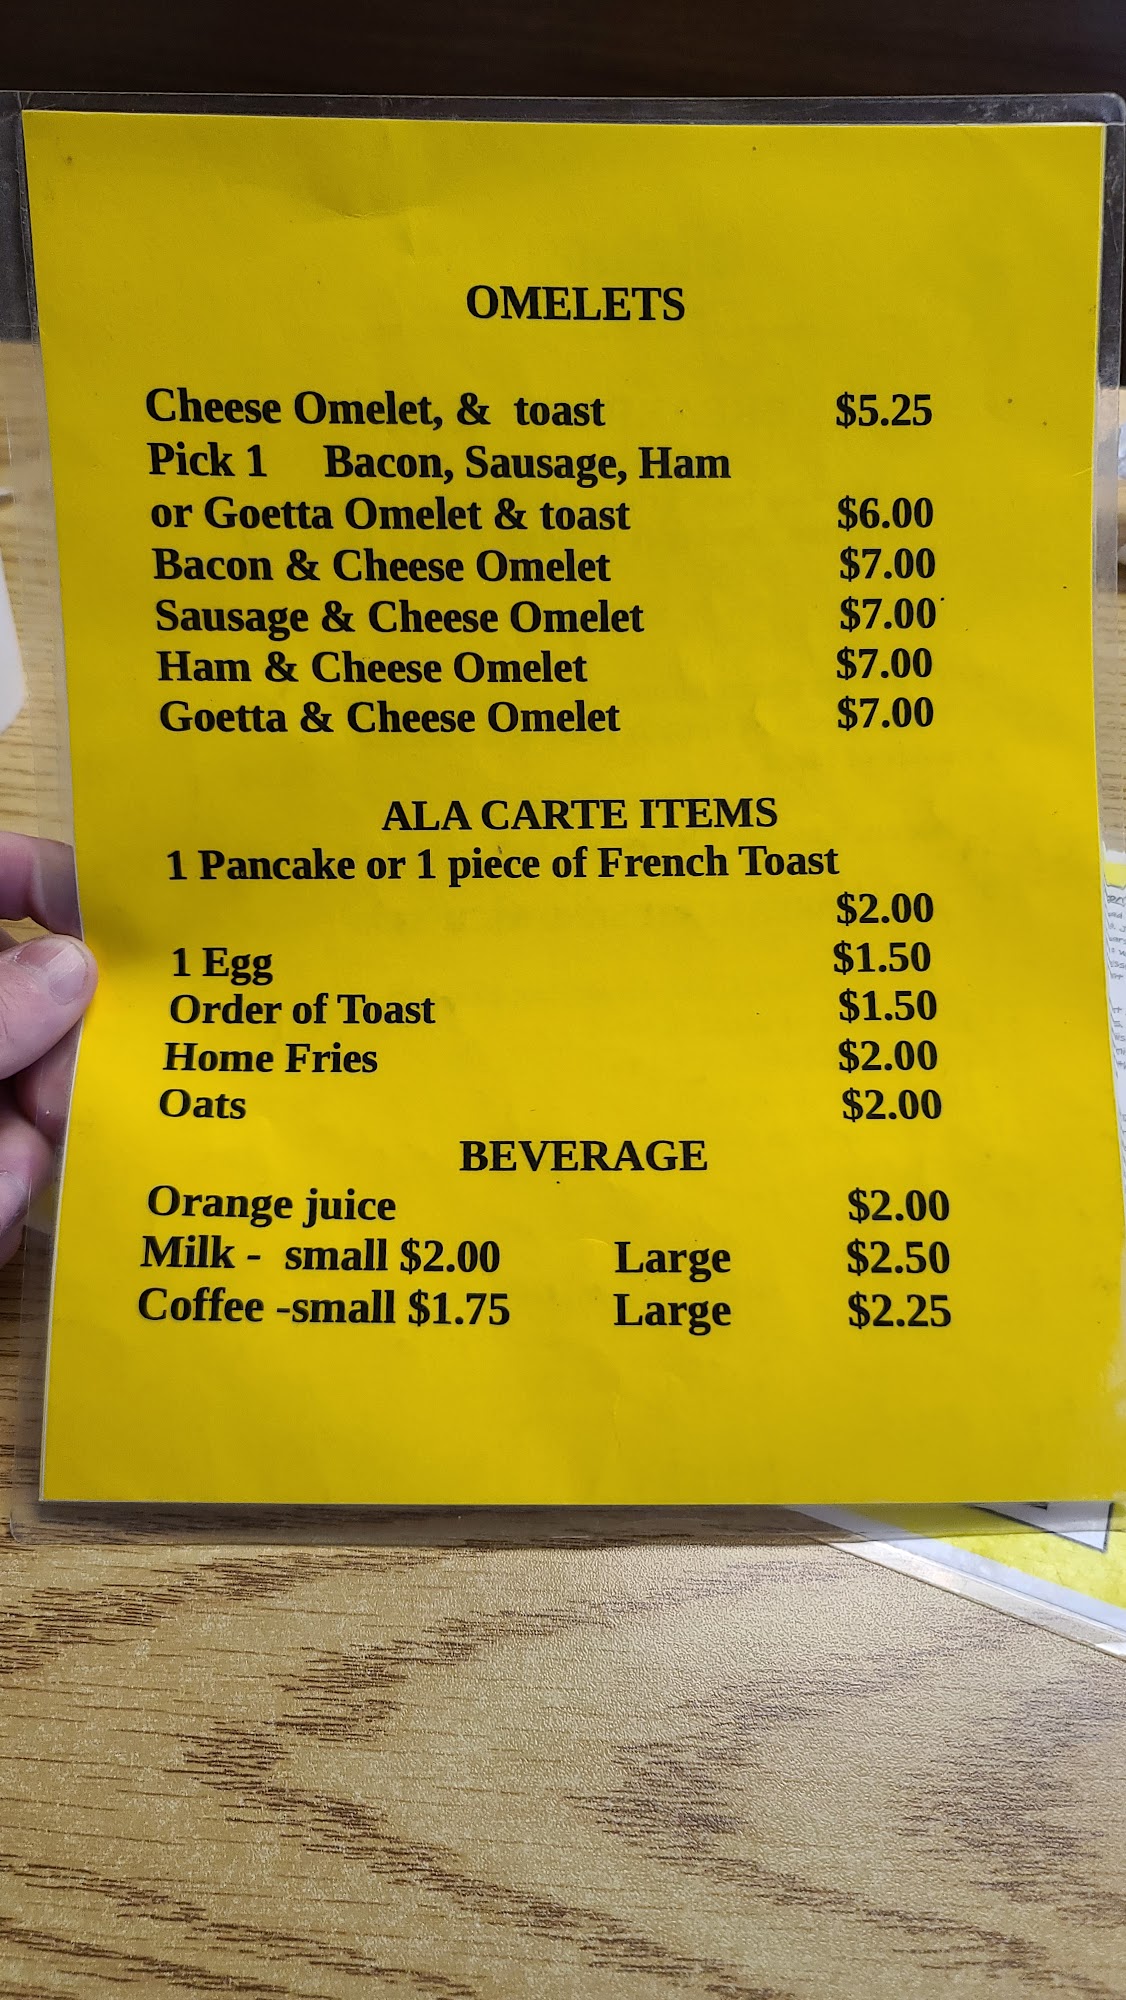 OMELETS
Cheese Omelet, & toast $5.25
Pick 1 Bacon, Sausage, Ham
or Goetta Omelet & toast $6.00
Bacon & Cheese Omelet $7.00
Sausage & Cheese Omelet $7.00
Ham & Cheese Omelet $7.00
Goetta & Cheese Omelet $7.00
ALA CARTE ITEMS
1 Pancake or 1 piece of French Toast
$2.00
1 Egg $1.50
Order of Toast $1.50
Home Fries $2.00
Oats $2.00
BEVERAGE
Orange juice $2.00
Milk - small $2.00 Large $2.50
Coffee -small $1.75 Large $2.25